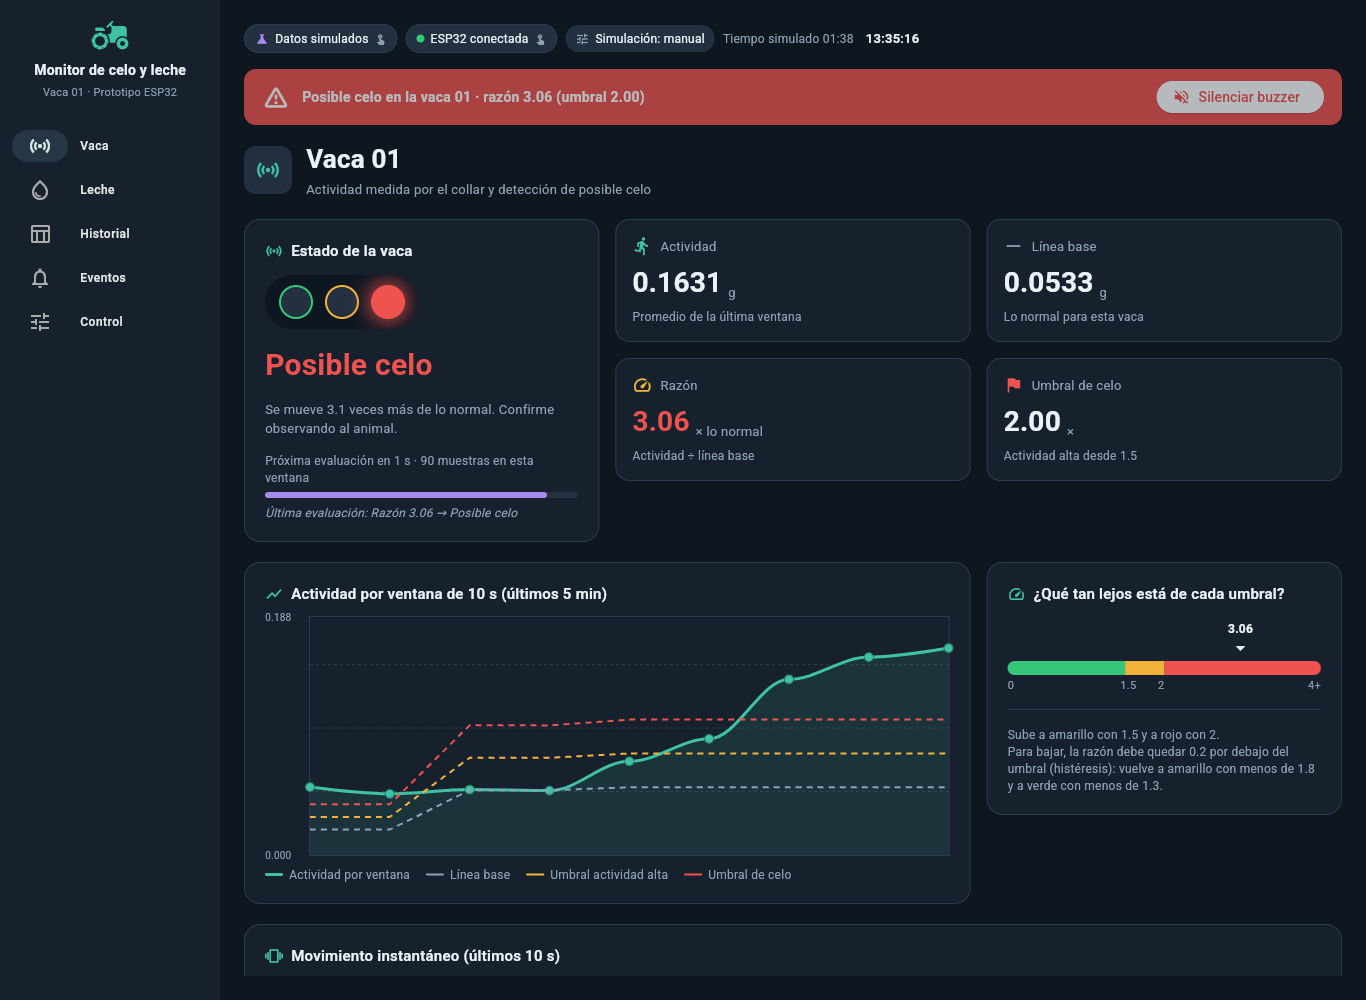 Monitor de celo y leche
Vaca 01 · Prototipo ESP32
Vaca
Leche
Historial
Eventos
Control
Datos simulados
ESP32 conectada
Simulación: manual
Tiempo simulado 01:38
13:35:16
Posible celo en la vaca 01 · razón 3.06 (umbral 2.00)
Silenciar buzzer
Vaca 01
Actividad medida por el collar y detección de posible celo
Estado de la vaca
Posible celo
Se mueve 3.1 veces más de lo normal. Confirme
observando al animal.
Próxima evaluación en 1 s · 90 muestras en esta
ventana
Última evaluación: Razón 3.06 → Posible celo
Actividad
0.1631 g
Promedio de la última ventana
Línea base
0.0533 g
Lo normal para esta vaca
Razón
3.06 × lo normal
Actividad ÷ línea base
Umbral de celo
2.00 ×
Actividad alta desde 1.5
Actividad por ventana de 10 s (últimos 5 min)
0.188
0.000
Actividad por ventana
Línea base
Umbral actividad alta
Umbral de celo
¿Qué tan lejos está de cada umbral?
3.06
0 1.5 2 4+
Sube a amarillo con 1.5 y a rojo con 2.
Para bajar, la razón debe quedar 0.2 por debajo del
umbral (histéresis): vuelve a amarillo con menos de 1.8
y a verde con menos de 1.3.
Movimiento instantáneo (últimos 10 s)